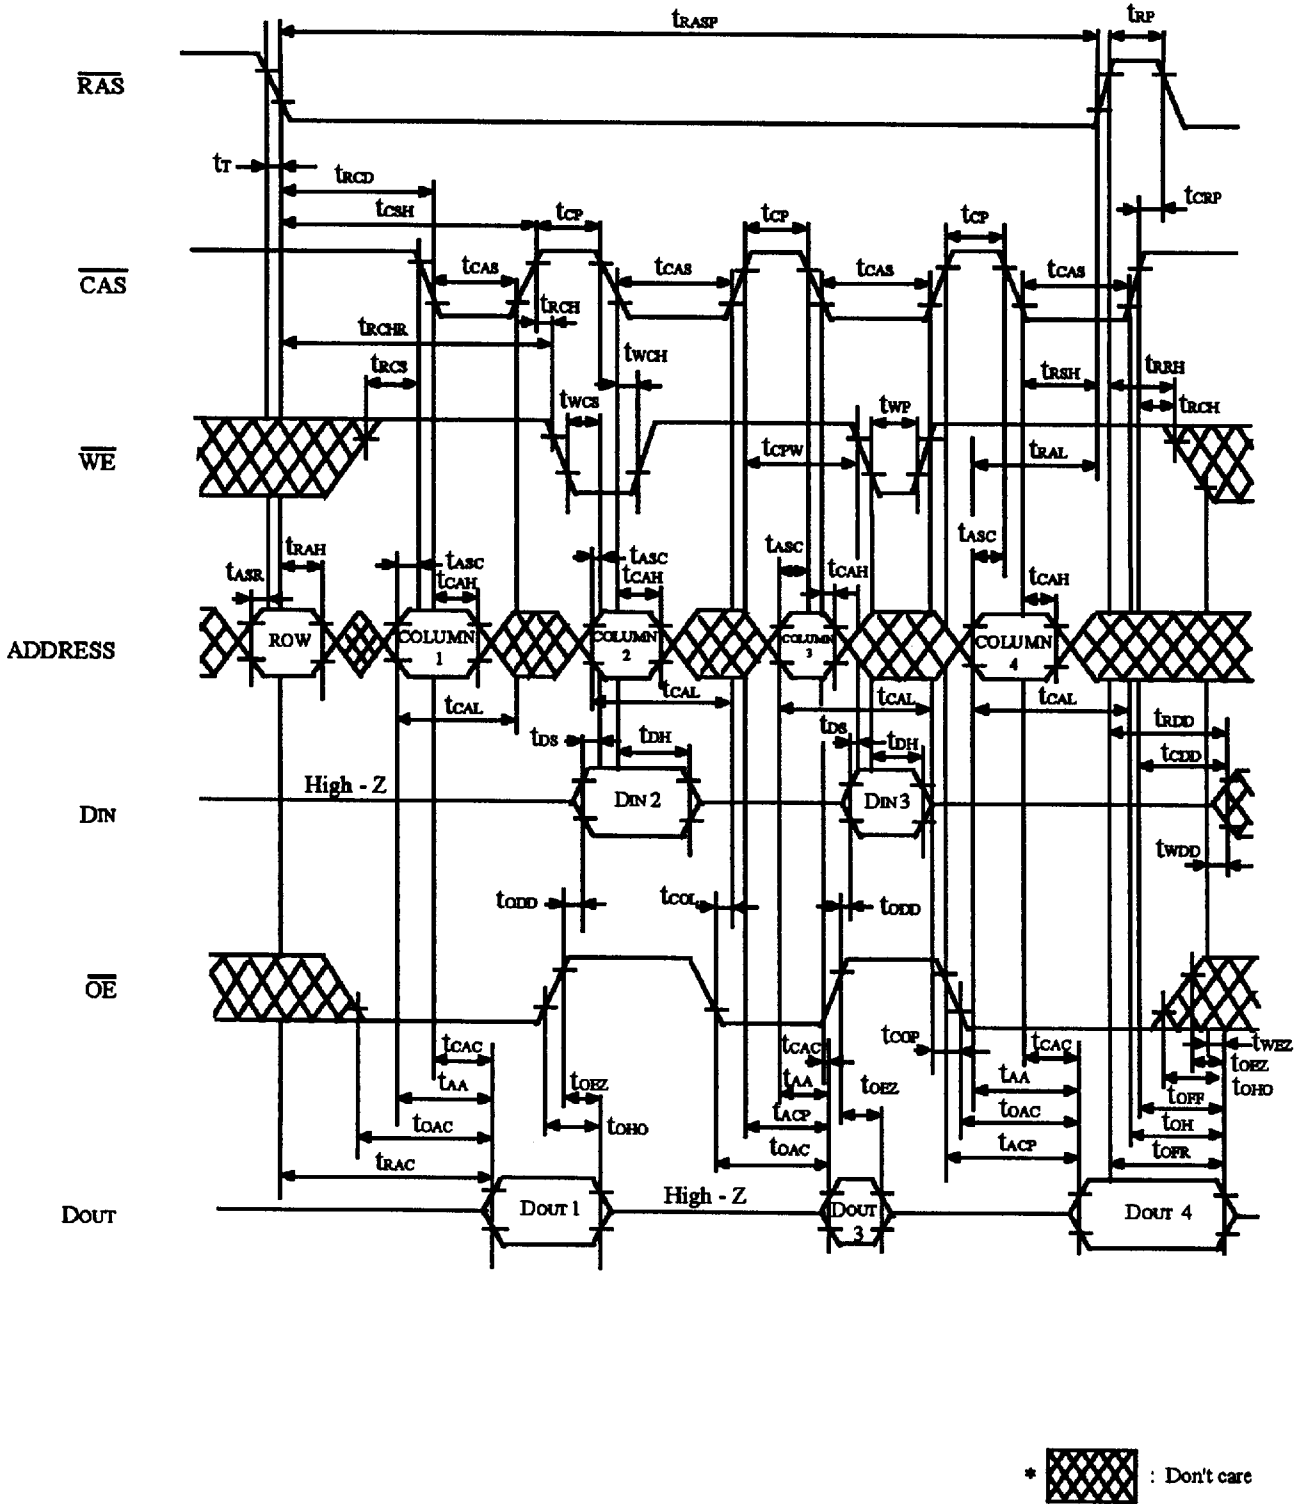 tRASP
tRP
RAS
tT
tRCD
tCSH
tCP
tCP
tCP
tCRP
CAS
tCAS
tCAS
tCAS
tCAS
tRCH
tRCHR
tWCH
tRCS
tRSH
tRRH
tWCS
tWP
tRCH
WE
tCPW
tRAL
tRAH
tASC
tASC
tASC
tASC
tASR
tCAH
tCAH
tCAH
tCAH
ADDRESS
ROW
COLUMN
1
COLUMN
2
COLUMN
3
COLUMN
4
tCAL
tCAL
tCAL
tCAL
tRDD
tDS
tDH
tDS
tDH
tCDD
High - Z
DIN
DIN 2
DIN 3
tWDD
tODD
tCOL
tODD
OE
tCOP
tCAC
tCAC
tCAC
tWEZ
tAA
tOEZ
tAA
tOEZ
tAA
tOEZ
tOHO
tOAC
tOHO
tACP
tOAC
tOFF
tRAC
tOAC
tACP
tOH
tOFR
High - Z
DOUT
DOUT 1
DOUT
3
DOUT 4
* : Don't care